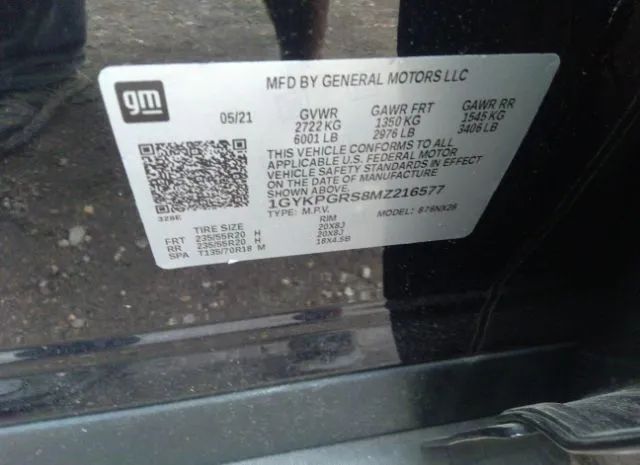 gm
MFD BY GENERAL MOTORS LLC
05/21 GVWR GAWR FRT GAWR RR
2722 KG 1350 KG 1545 KG
6001 LB 2976 LB 3406 LB
THIS VEHICLE CONFORMS TO ALL
APPLICABLE U.S. FEDERAL MOTOR
VEHICLE SAFETY STANDARDS IN EFFECT
ON THE DATE OF MANUFACTURE
SHOWN ABOVE.
1GYKPGRS8MZ216577
TYPE: M.P.V. MODEL:
TIRE SIZE RIM
FRT 235/55R20 H 20X8J
RR 235/55R20 H 20X8J
SPA T135/70R18 M 18X4.5B